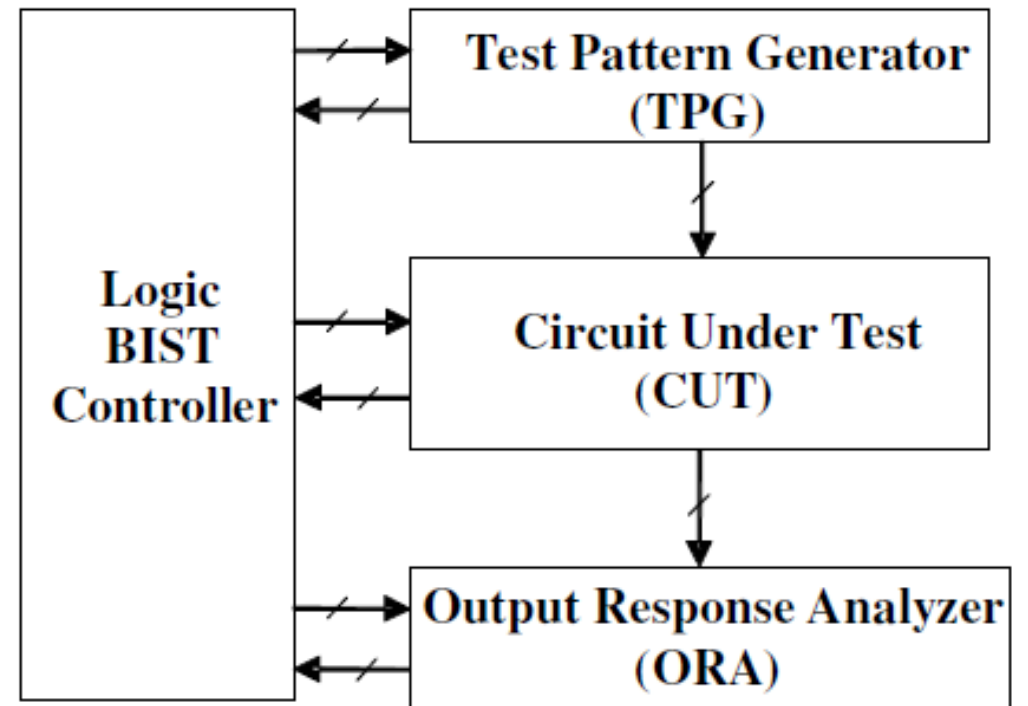 Test Pattern Generator
(TPG)
Logic
BIST
Controller
Circuit Under Test
(CUT)
Output Response Analyzer
(ORA)